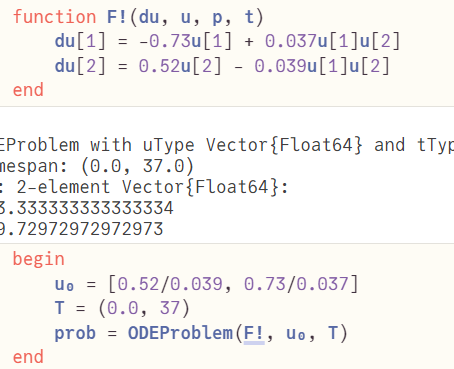 function F!(du, u, p, t)
du[1] = -0.73u[1] + 0.037u[1]u[2]
du[2] = 0.52u[2] - 0.039u[1]u[2]
end
EProblem with uType Vector{Float64} and tTyp
mespan: (0.0, 37.0)
: 2-element Vector{Float64}:
3.333333333333334
9.72972972972973
begin
u₀ = [0.52/0.039, 0.73/0.037]
T = (0.0, 37)
prob = ODEProblem(F!, u₀, T)
end